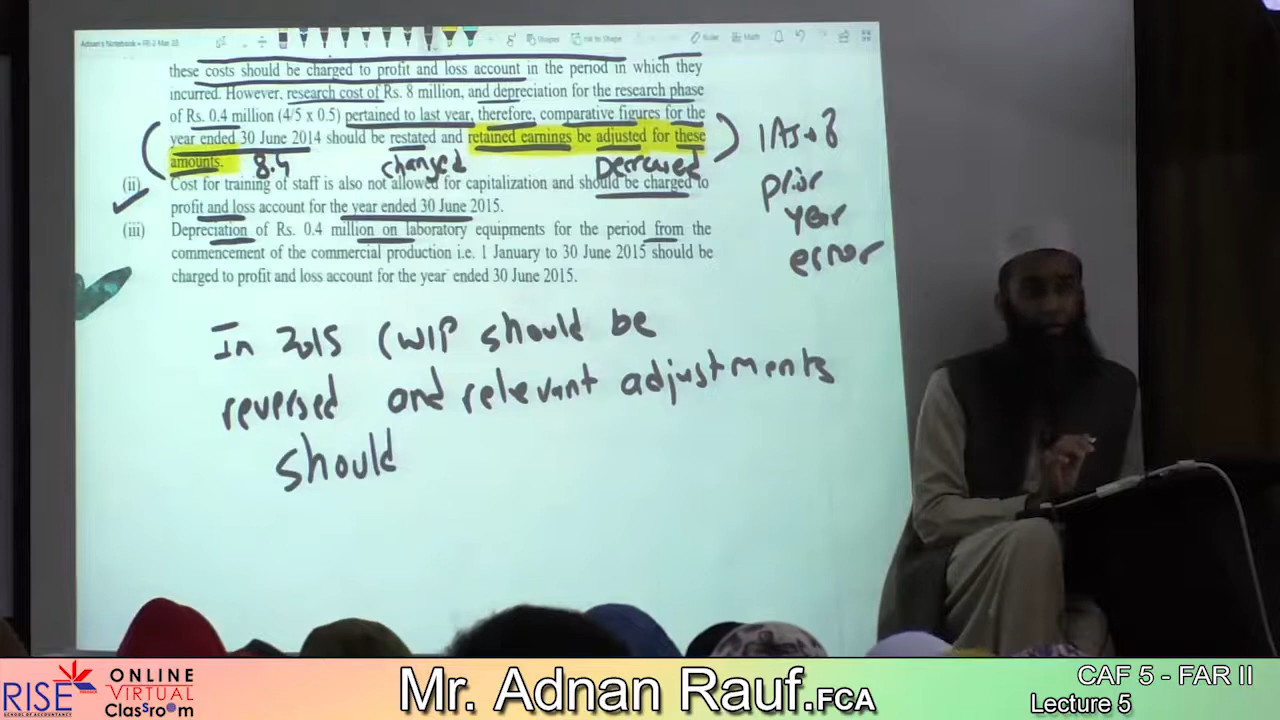 these costs should be charged to profit and loss account in the period in which they
incurred. However, research cost of Rs. 8 million, and depreciation for the research phase
of Rs. 0.4 million (4/5 x 0.5) pertained to last year, therefore, comparative figures for the
year ended 30 June 2014 should be restated and retained earnings be adjusted for these
amounts. 8.4 changed Decreased
IAS-8
prior
year
error
(ii) Cost for training of staff is also not allowed for capitalization and should be charged to
profit and loss account for the year ended 30 June 2015.
(iii) Depreciation of Rs. 0.4 million on laboratory equipments for the period from the
commencement of the commercial production i.e. 1 January to 30 June 2015 should be
charged to profit and loss account for the year ended 30 June 2015.
In 2015 CWIP should be
reversed and relevant adjustments
should
RISE
SCHOOL OF ACCOUNTANCY
ONLINE
VIRTUAL
Classroom
Mr. Adnan Rauf.FCA
CAF 5 - FAR II
Lecture 5